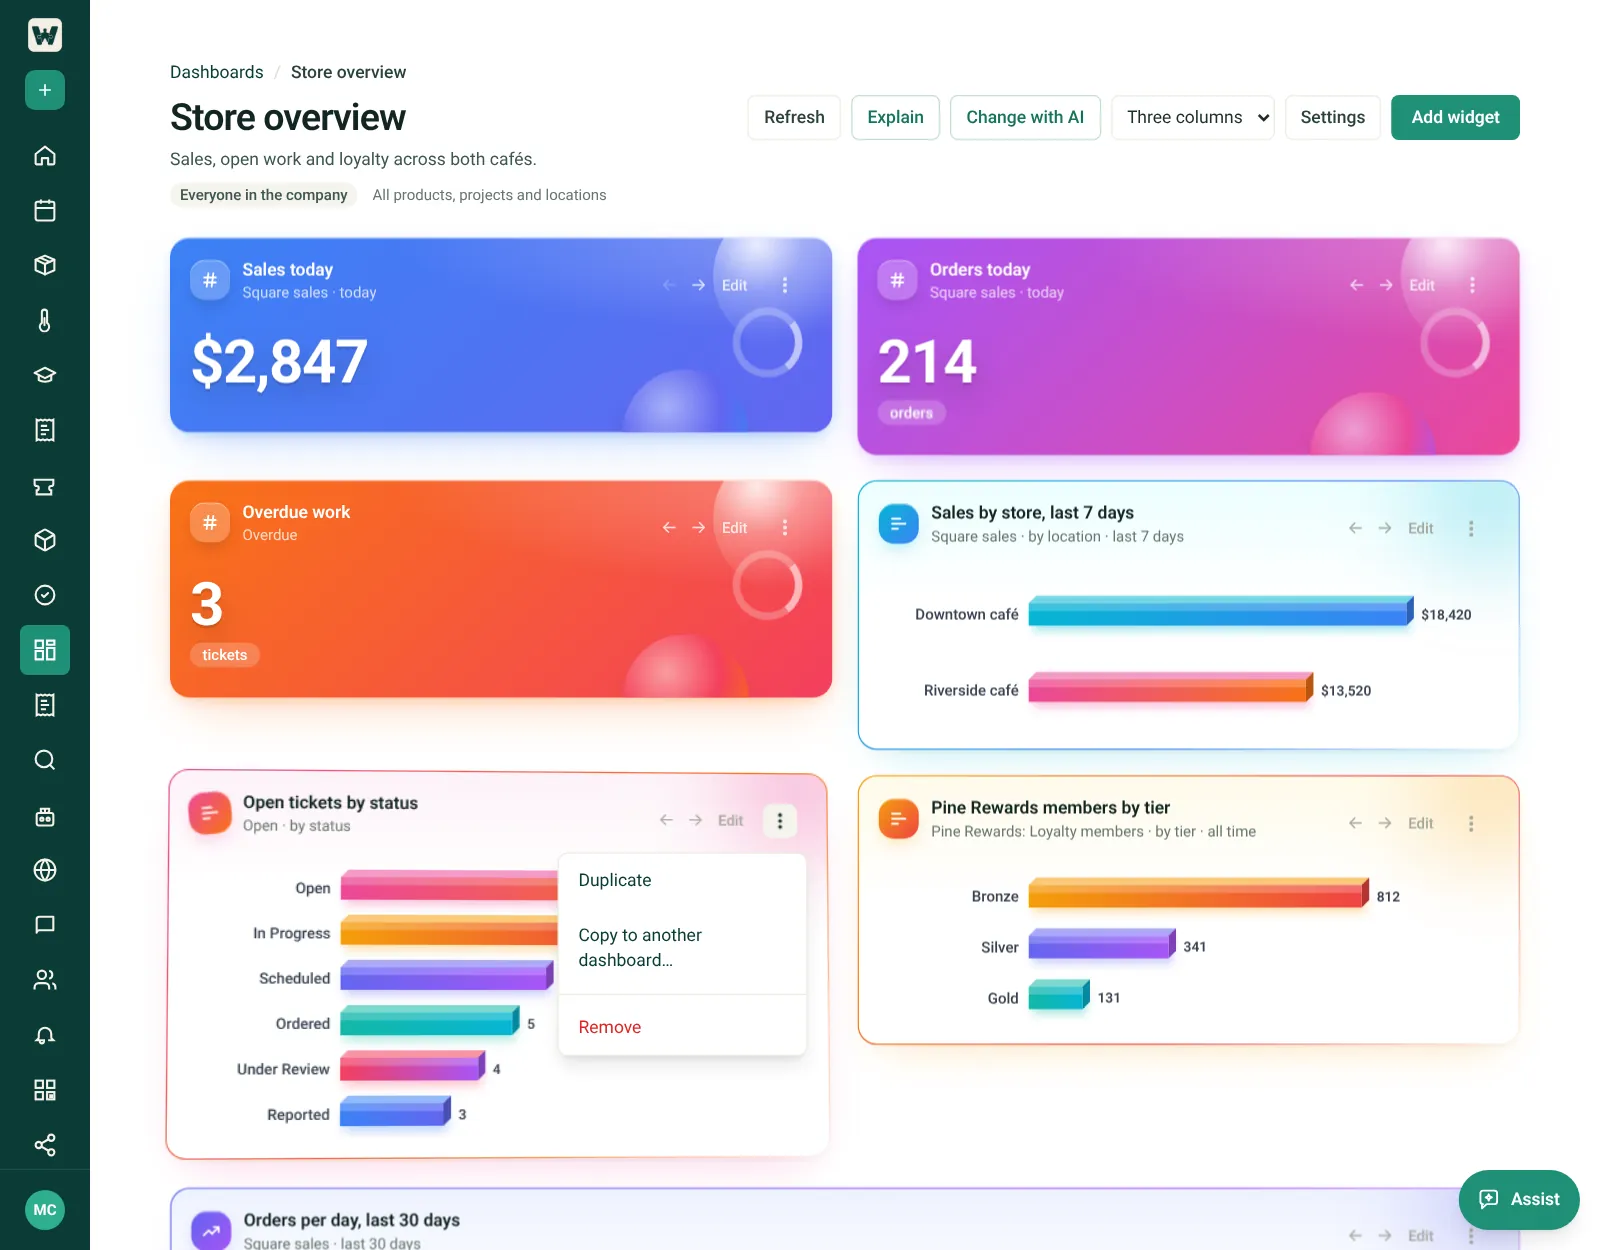 W
+
Dashboards / Store overview
Store overview
Sales, open work and loyalty across both cafés.
Everyone in the company
All products, projects and locations
Refresh
Explain
Change with AI
Three columns
Settings
Add widget
#
Sales today
Square sales · today
← → Edit
$2,847
#
Orders today
Square sales · today
← → Edit
214
orders
#
Overdue work
Overdue
← → Edit
3
tickets
Sales by store, last 7 days
Square sales · by location · last 7 days
← → Edit
Downtown café
$18,420
Riverside café
$13,520
Open tickets by status
Open · by status
← → Edit
Open
In Progress
Scheduled
Ordered 5
Under Review 4
Reported 3
Duplicate
Copy to another
dashboard...
Remove
Pine Rewards members by tier
Pine Rewards: Loyalty members · by tier · all time
← → Edit
Bronze 812
Silver 341
Gold 131
Orders per day, last 30 days
Square sales · last 30 days
← → Edit
MC
Assist